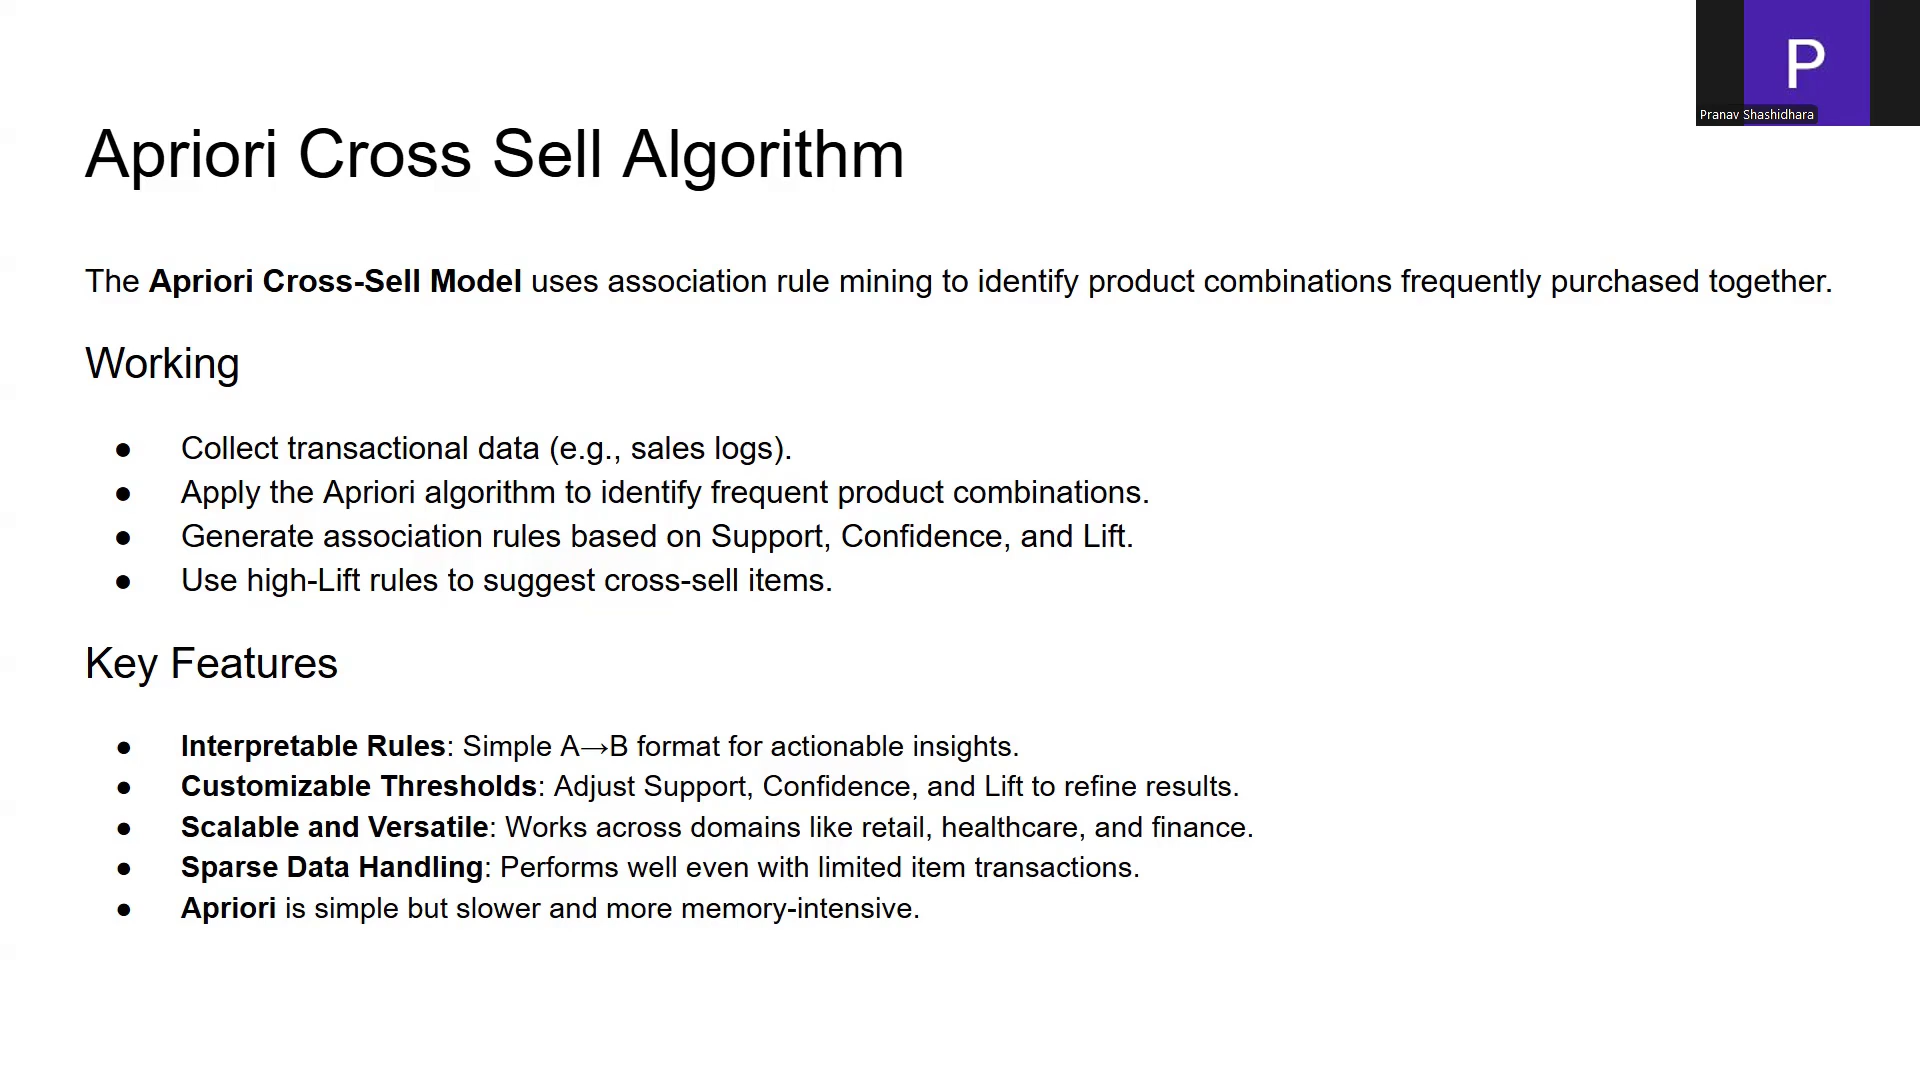 P
Pranav Shashidhara
Apriori Cross Sell Algorithm
The Apriori Cross-Sell Model uses association rule mining to identify product combinations frequently purchased together.
Working
● Collect transactional data (e.g., sales logs).
● Apply the Apriori algorithm to identify frequent product combinations.
● Generate association rules based on Support, Confidence, and Lift.
● Use high-Lift rules to suggest cross-sell items.
Key Features
● Interpretable Rules: Simple A→B format for actionable insights.
● Customizable Thresholds: Adjust Support, Confidence, and Lift to refine results.
● Scalable and Versatile: Works across domains like retail, healthcare, and finance.
● Sparse Data Handling: Performs well even with limited item transactions.
● Apriori is simple but slower and more memory-intensive.